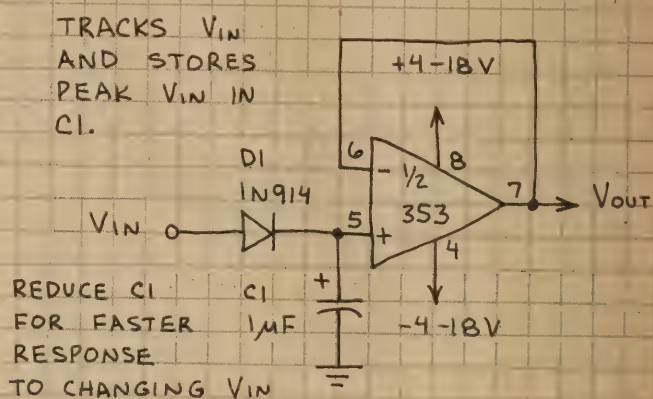 TRACKS VIN
AND STORES
PEAK VIN IN
C1.
+4-18V
D1
1N914
6
-
1/2
8
353
7
VOUT
VIN
5
+
4
-4-18V
+
C1
1µF
REDUCE C1
FOR FASTER
RESPONSE
TO CHANGING VIN